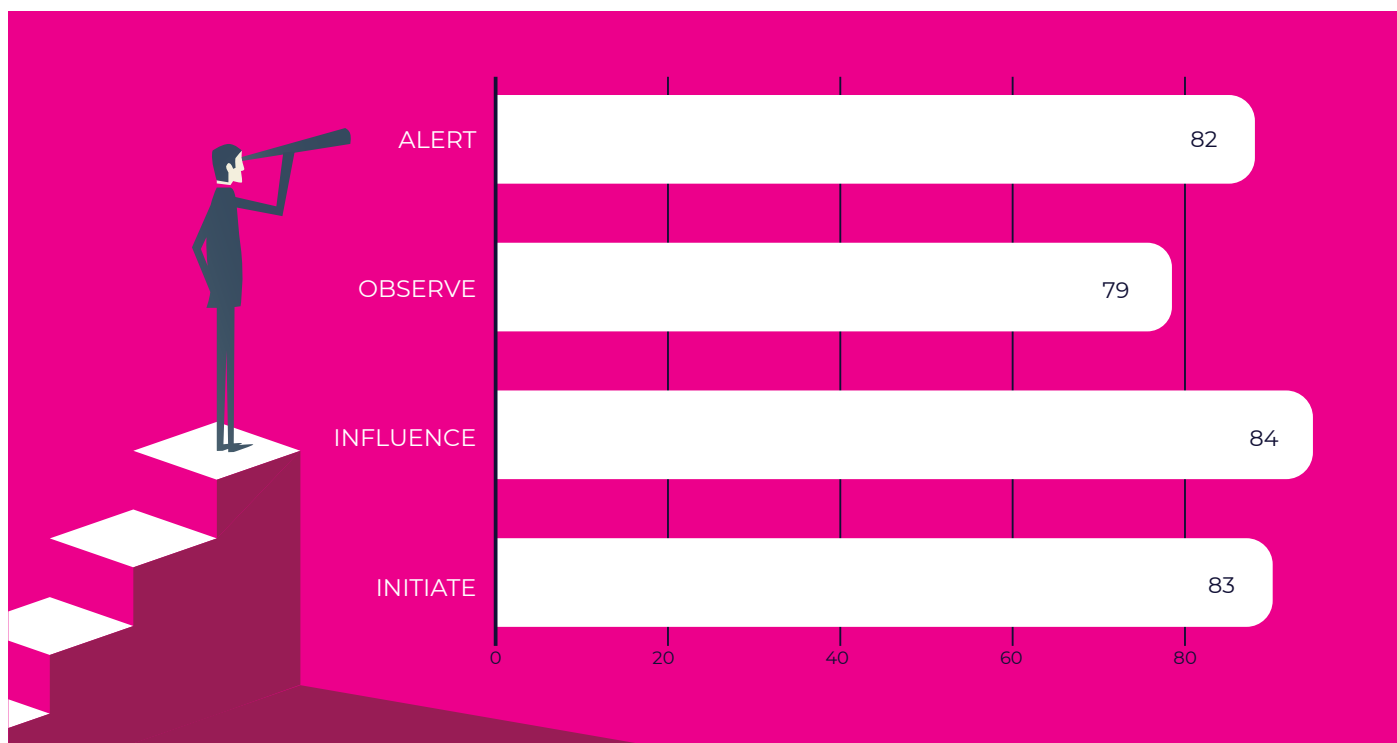 ALERT
82
OBSERVE
79
INFLUENCE
84
INITIATE
83
0 20 40 60 80